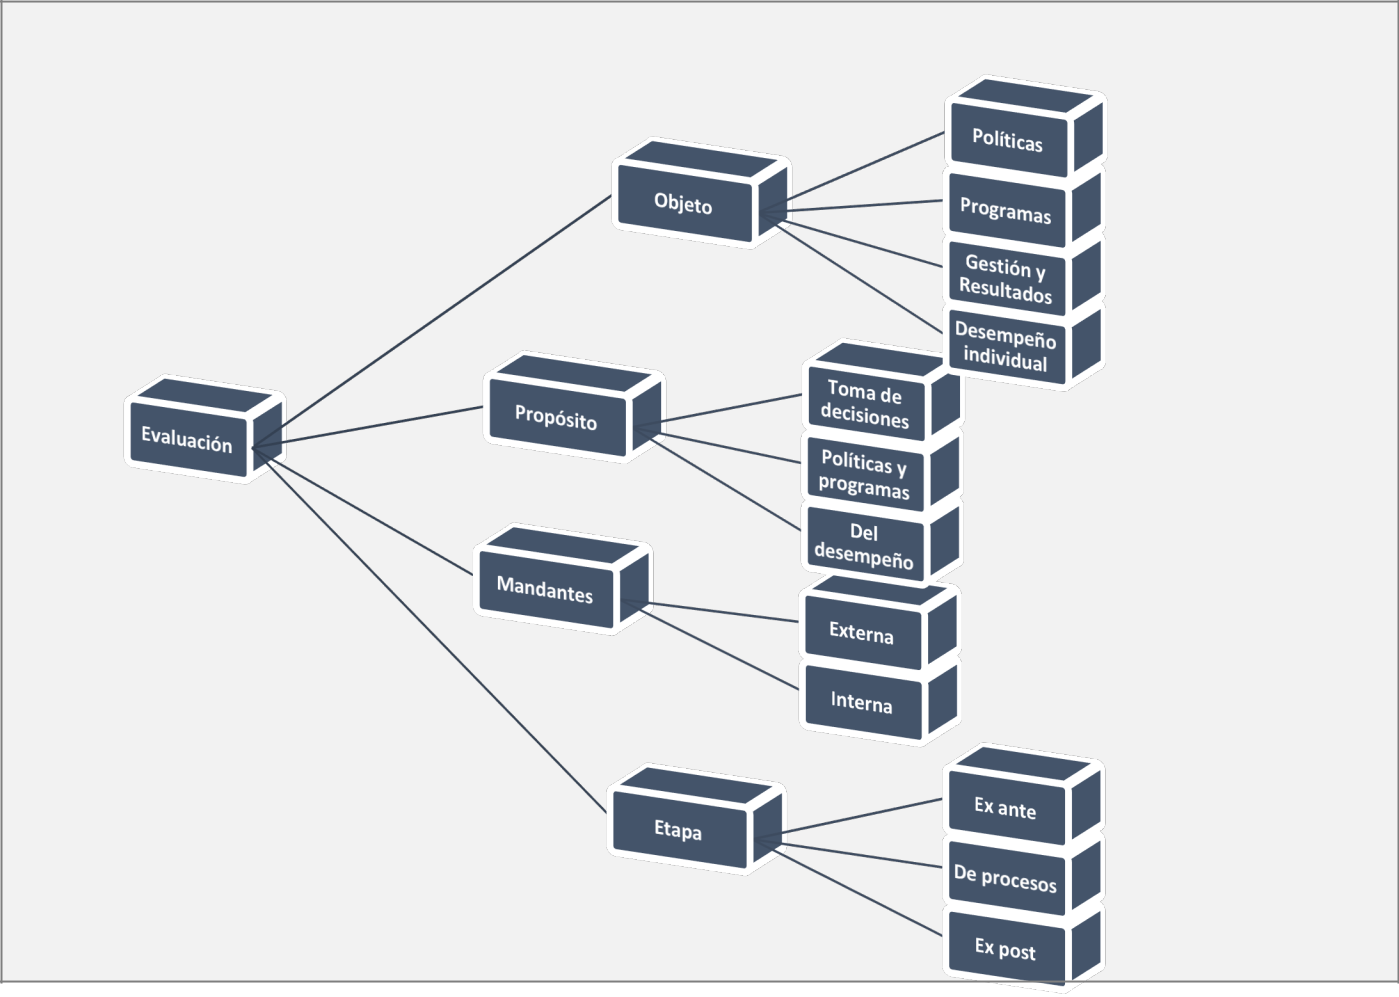 Evaluación
Objeto
Políticas
Programas
Gestión y
Resultados
Desempeño
individual
Propósito
Toma de
decisiones
Políticas y
programas
Del
desempeño
Mandantes
Externa
Interna
Etapa
Ex ante
De procesos
Ex post